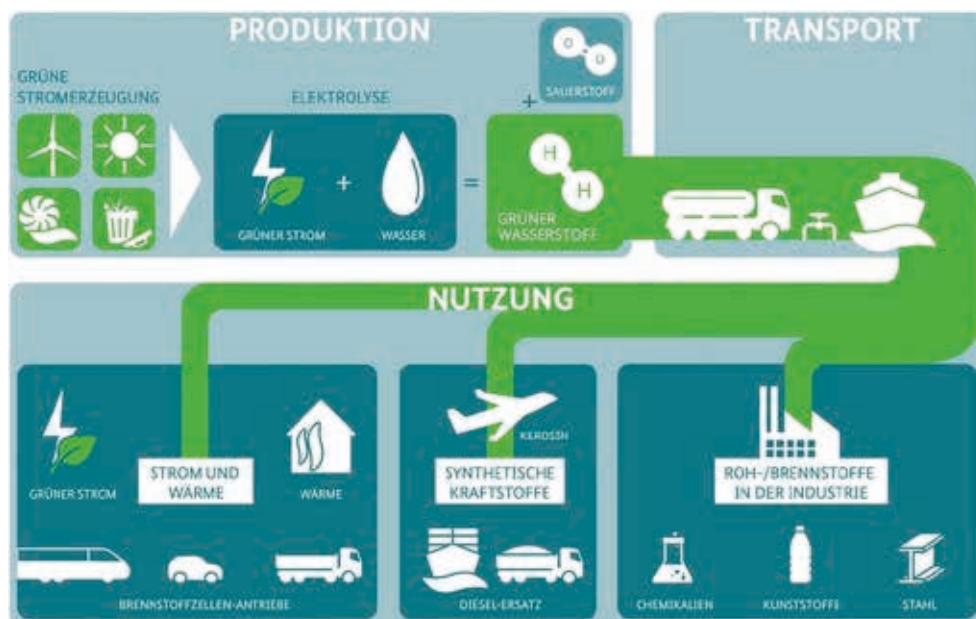 PRODUKTION
GRÜNE
STROMERZEUGUNG
ELEKTROLYSE
GRÜNER STROM
+
WASSER
=
+
O
O
SAUERSTOFF
H
H
GRÜNER
WASSERSTOFF
TRANSPORT
NUTZUNG
GRÜNER STROM
STROM UND
WÄRME
WÄRME
BRENNSTOFFZELLEN-ANTRIEBE
KEROSIN
SYNTHETISCHE
KRAFTSTOFFE
DIESEL-ERSATZ
ROH-/BRENNSTOFFE
IN DER INDUSTRIE
CHEMIKALIEN
KUNSTSTOFFE
STAHL